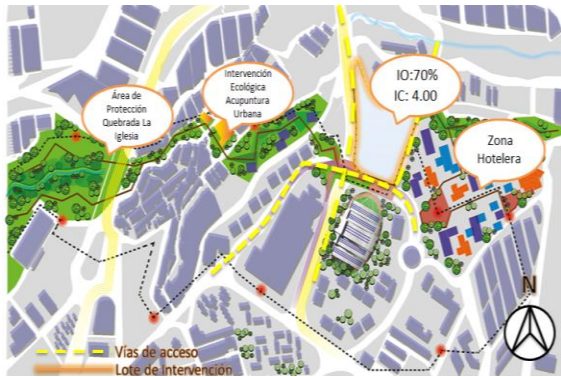 Área de
Protección
Quebrada La
Iglesia
Intervención
Ecológica
Acupuntura
Urbana
IO:70%
IC: 4.00
Zona
Hotelera
N
Vías de acceso
Lote de Intervención